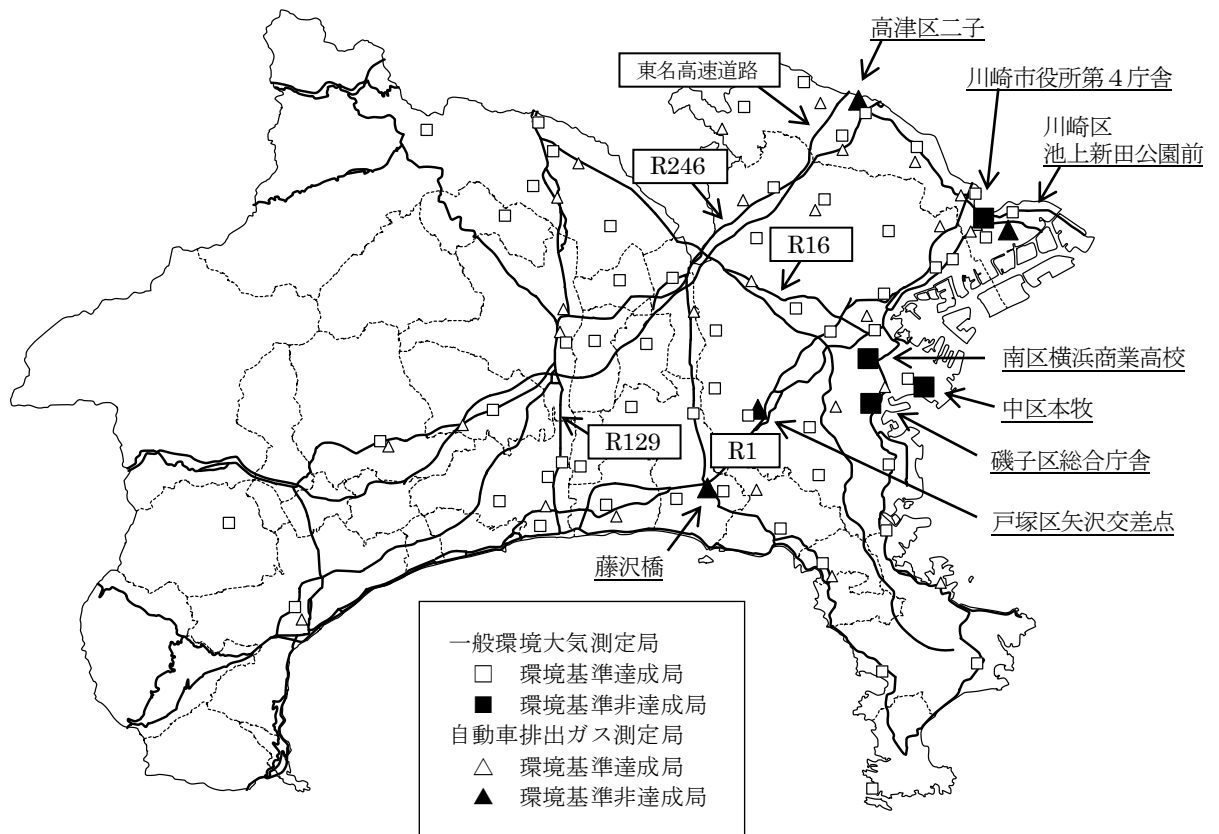 高津区二子
東名高速道路
川崎市役所第４庁舎
川崎区
池上新田公園前
R246
R16
南区横浜商業高校
中区本牧
R129
R1
磯子区総合庁舎
戸塚区矢沢交差点
藤沢橋
一般環境大気測定局
□ 環境基準達成局
■ 環境基準非達成局
自動車排出ガス測定局
△ 環境基準達成局
▲ 環境基準非達成局